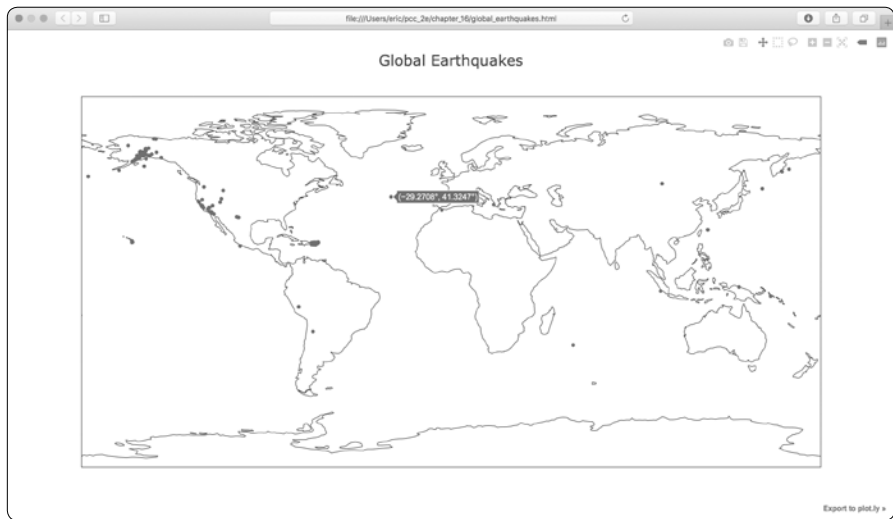 file:///Users/eric/pcc_2e/chapter_16/global_earthquakes.html
Global Earthquakes
(−29.2708°, 41.3247°)
Export to plot.ly »